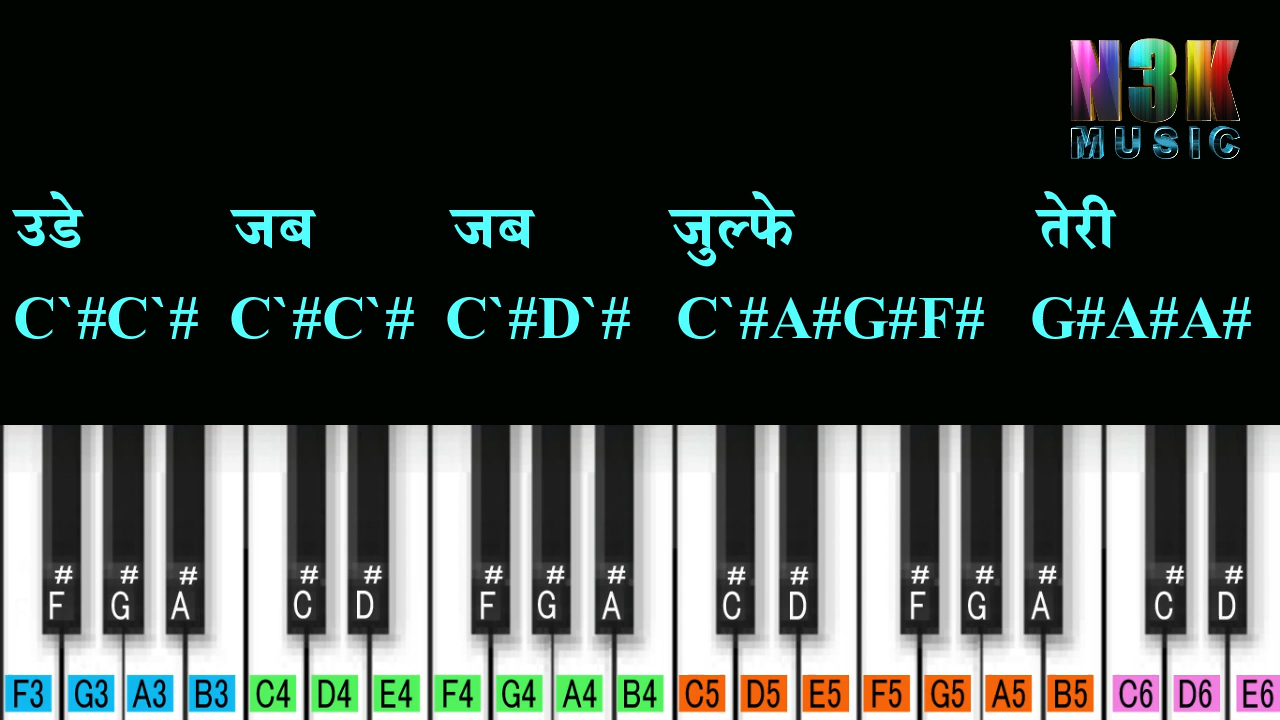 N3K
MUSIC
उडे जब जब जुल्फे तेरी
C`#C`# C`#C`# C`#D`# C`#A#G#F# G#A#A#
# # # # # # # # # # # # # # #
F G A C D F G A C D F G A C D
F3 G3 A3 B3 C4 D4 E4 F4 G4 A4 B4 C5 D5 E5 F5 G5 A5 B5 C6 D6 E6